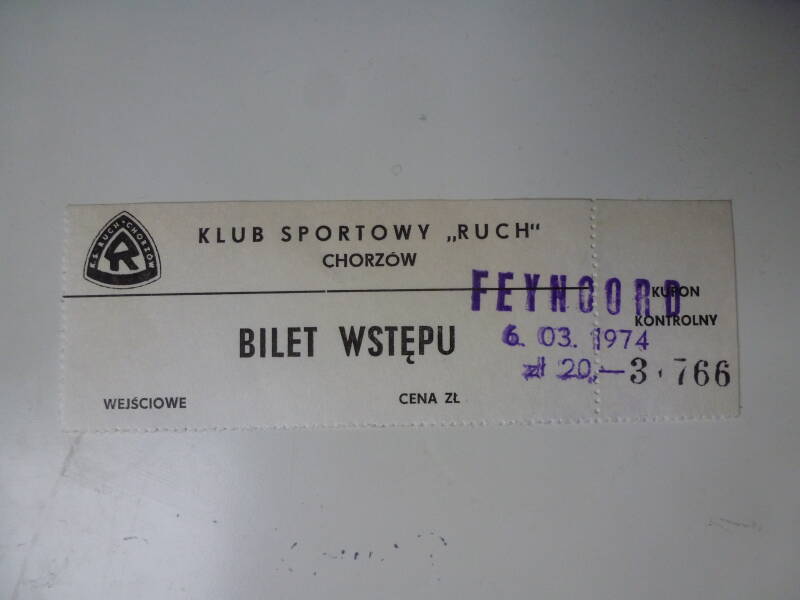 K.S. RUCH • CHORZÓW
R
KLUB SPORTOWY „RUCH"
CHORZÓW
FEYNOORD
KUPON
KONTROLNY
6. 03. 1974
BILET WSTĘPU
zł 20.—
3.766
WEJŚCIOWE
CENA ZŁ